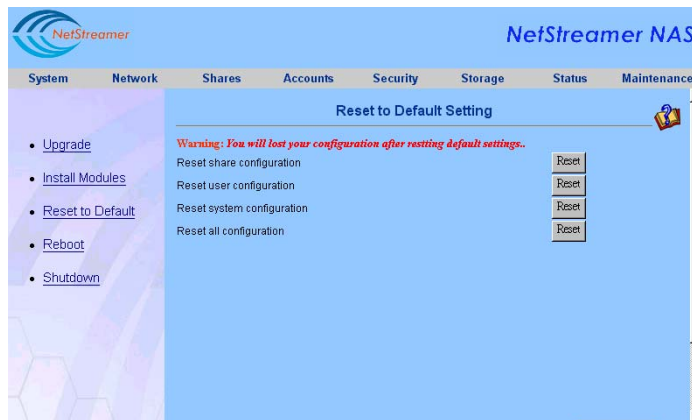 NetStreamer
NetStreamer NAS
System Network Shares Accounts Security Storage Status Maintenance
Reset to Default Setting
Upgrade
Install Modules
Reset to Default
Reboot
Shutdown
Warning: You will lost your configuration after restting default settings..
Reset share configuration Reset
Reset user configuration Reset
Reset system configuration Reset
Reset all configuration Reset